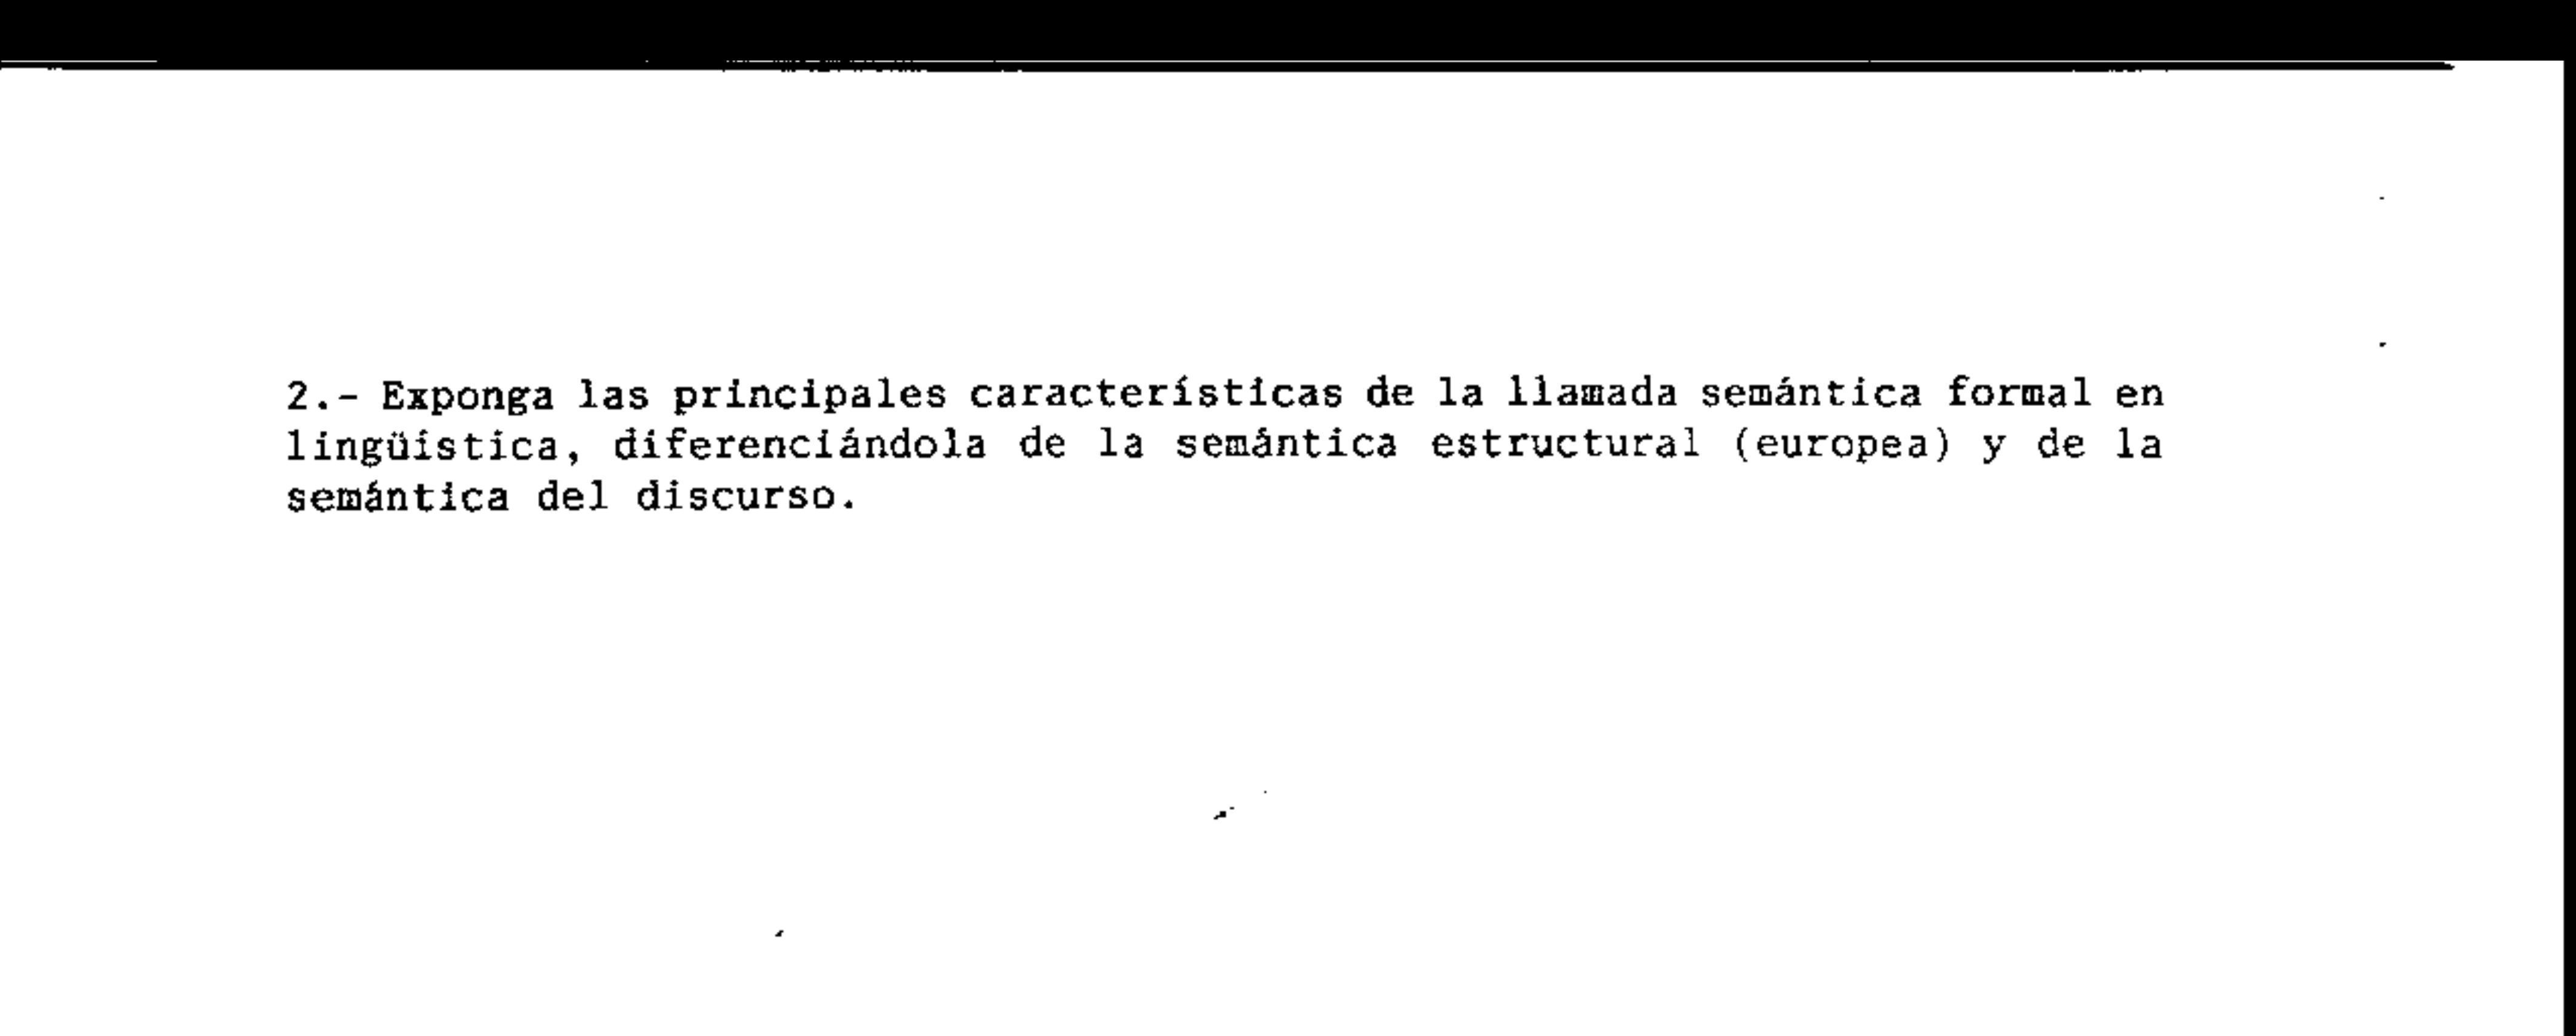 2.- Exponga las principales características de la llamada semántica formal en
lingüística, diferenciándola de la semántica estructural (europea) y de la
semántica del discurso.